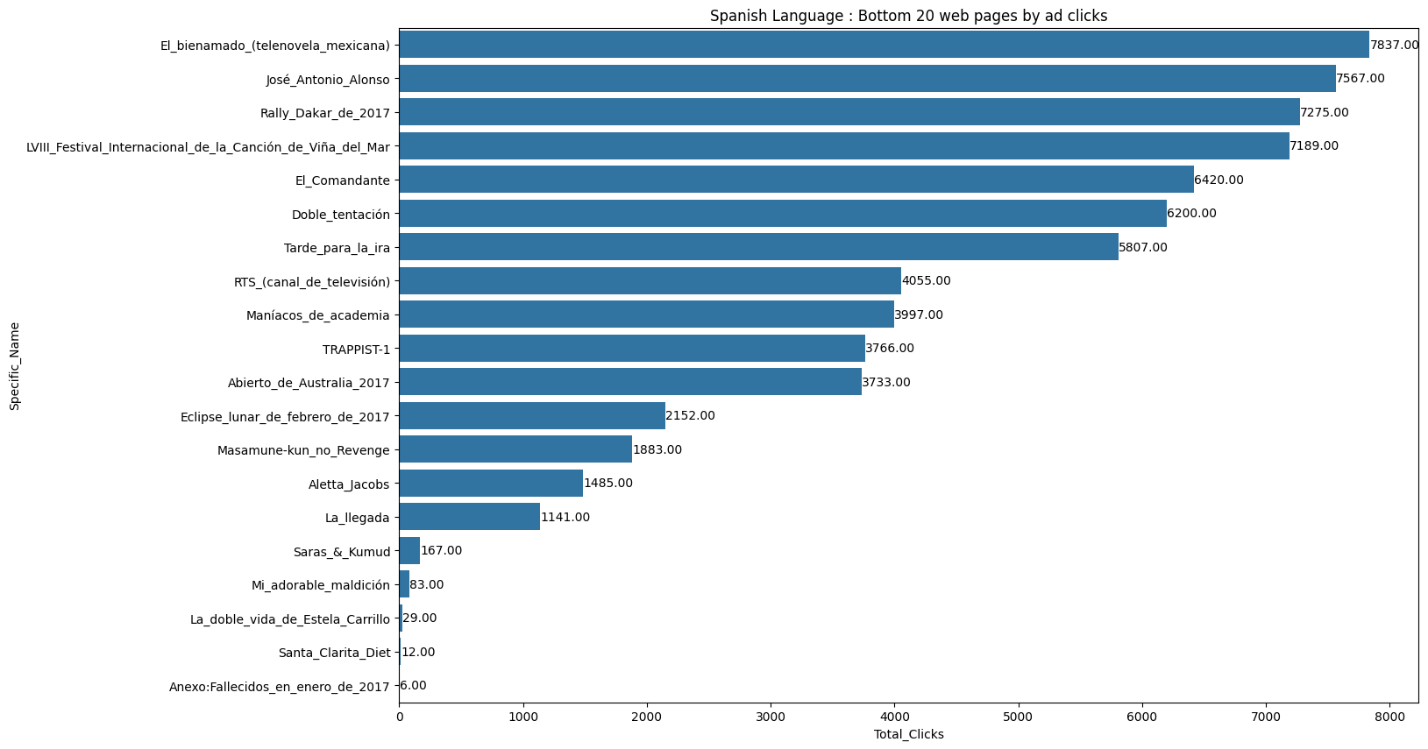 Spanish Language : Bottom 20 web pages by ad clicks
El_bienamado_(telenovela_mexicana)
7837.00
José_Antonio_Alonso
7567.00
Rally_Dakar_de_2017
7275.00
LVIII_Festival_Internacional_de_la_Canción_de_Viña_del_Mar
7189.00
El_Comandante
6420.00
Doble_tentación
6200.00
Tarde_para_la_ira
5807.00
RTS_(canal_de_televisión)
4055.00
Maníacos_de_academia
3997.00
TRAPPIST-1
3766.00
Abierto_de_Australia_2017
3733.00
Eclipse_lunar_de_febrero_de_2017
2152.00
Masamune-kun_no_Revenge
1883.00
Aletta_Jacobs
1485.00
La_llegada
1141.00
Saras_&_Kumud
167.00
Mi_adorable_maldición
83.00
La_doble_vida_de_Estela_Carrillo
29.00
Santa_Clarita_Diet
12.00
Anexo:Fallecidos_en_enero_de_2017
6.00
Specific_Name
0 1000 2000 3000 4000 5000 6000 7000 8000
Total_Clicks